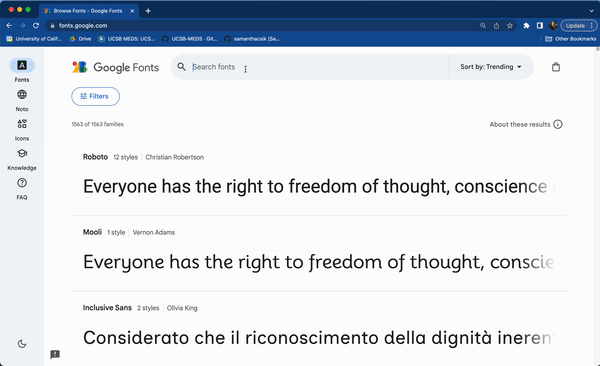 Browse Fonts - Google Fonts
fonts.google.com
Update
University of Calif...
Drive
UCSB MEDS: UCS...
UCSB-MEDS · Git...
samanthacsik (Sa...
Other Bookmarks
Fonts
Noto
Icons
Knowledge
FAQ
Google Fonts
Search fonts
Sort by: Trending
Filters
1563 of 1563 families
About these results
Roboto 12 styles Christian Robertson
Everyone has the right to freedom of thought, conscience
Mooli 1 style Vernon Adams
Everyone has the right to freedom of thought, conscie
Inclusive Sans 2 styles Olivia King
Considerato che il riconoscimento della dignità ineren